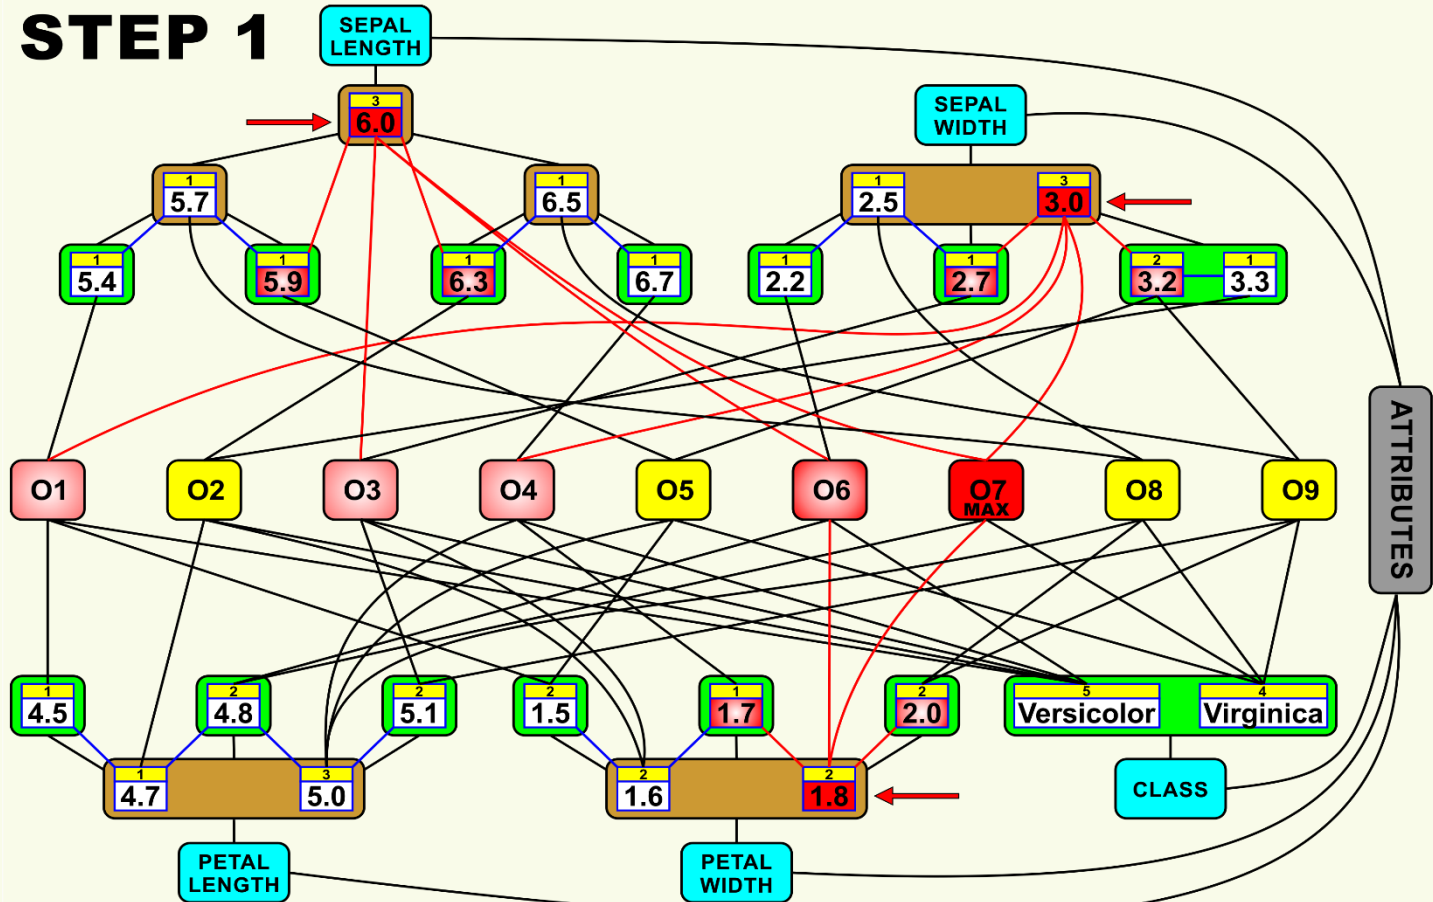 STEP 1
SEPAL
LENGTH
3
6.0
SEPAL
WIDTH
1
5.7
1
6.5
1
2.5
3
3.0
1
5.4
1
5.9
1
6.3
1
6.7
1
2.2
1
2.7
2
3.2
1
3.3
ATTRIBUTES
O1
O2
O3
O4
O5
O6
O7
MAX
O8
O9
1
4.5
2
4.8
2
5.1
2
1.5
1
1.7
2
2.0
5
Versicolor
4
Virginica
1
4.7
3
5.0
2
1.6
2
1.8
CLASS
PETAL
LENGTH
PETAL
WIDTH